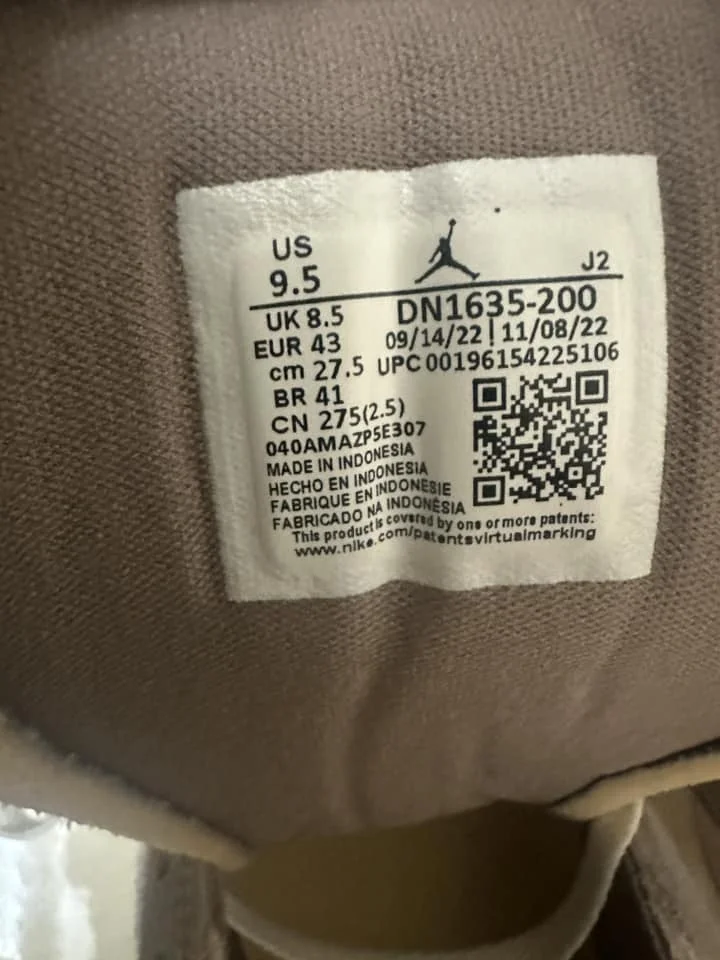 US
9.5
J2
UK 8.5
DN1635-200
EUR 43
09/14/22 | 11/08/22
cm 27.5
UPC 00196154225106
BR 41
CN 275(2.5)
040AMAZP5E307
MADE IN INDONESIA
HECHO EN INDONESIA
FABRIQUE EN INDONESIE
FABRICADO NA INDONÉSIA
This product is covered by one or more patents:
www.nike.com/patentsvirtualmarking